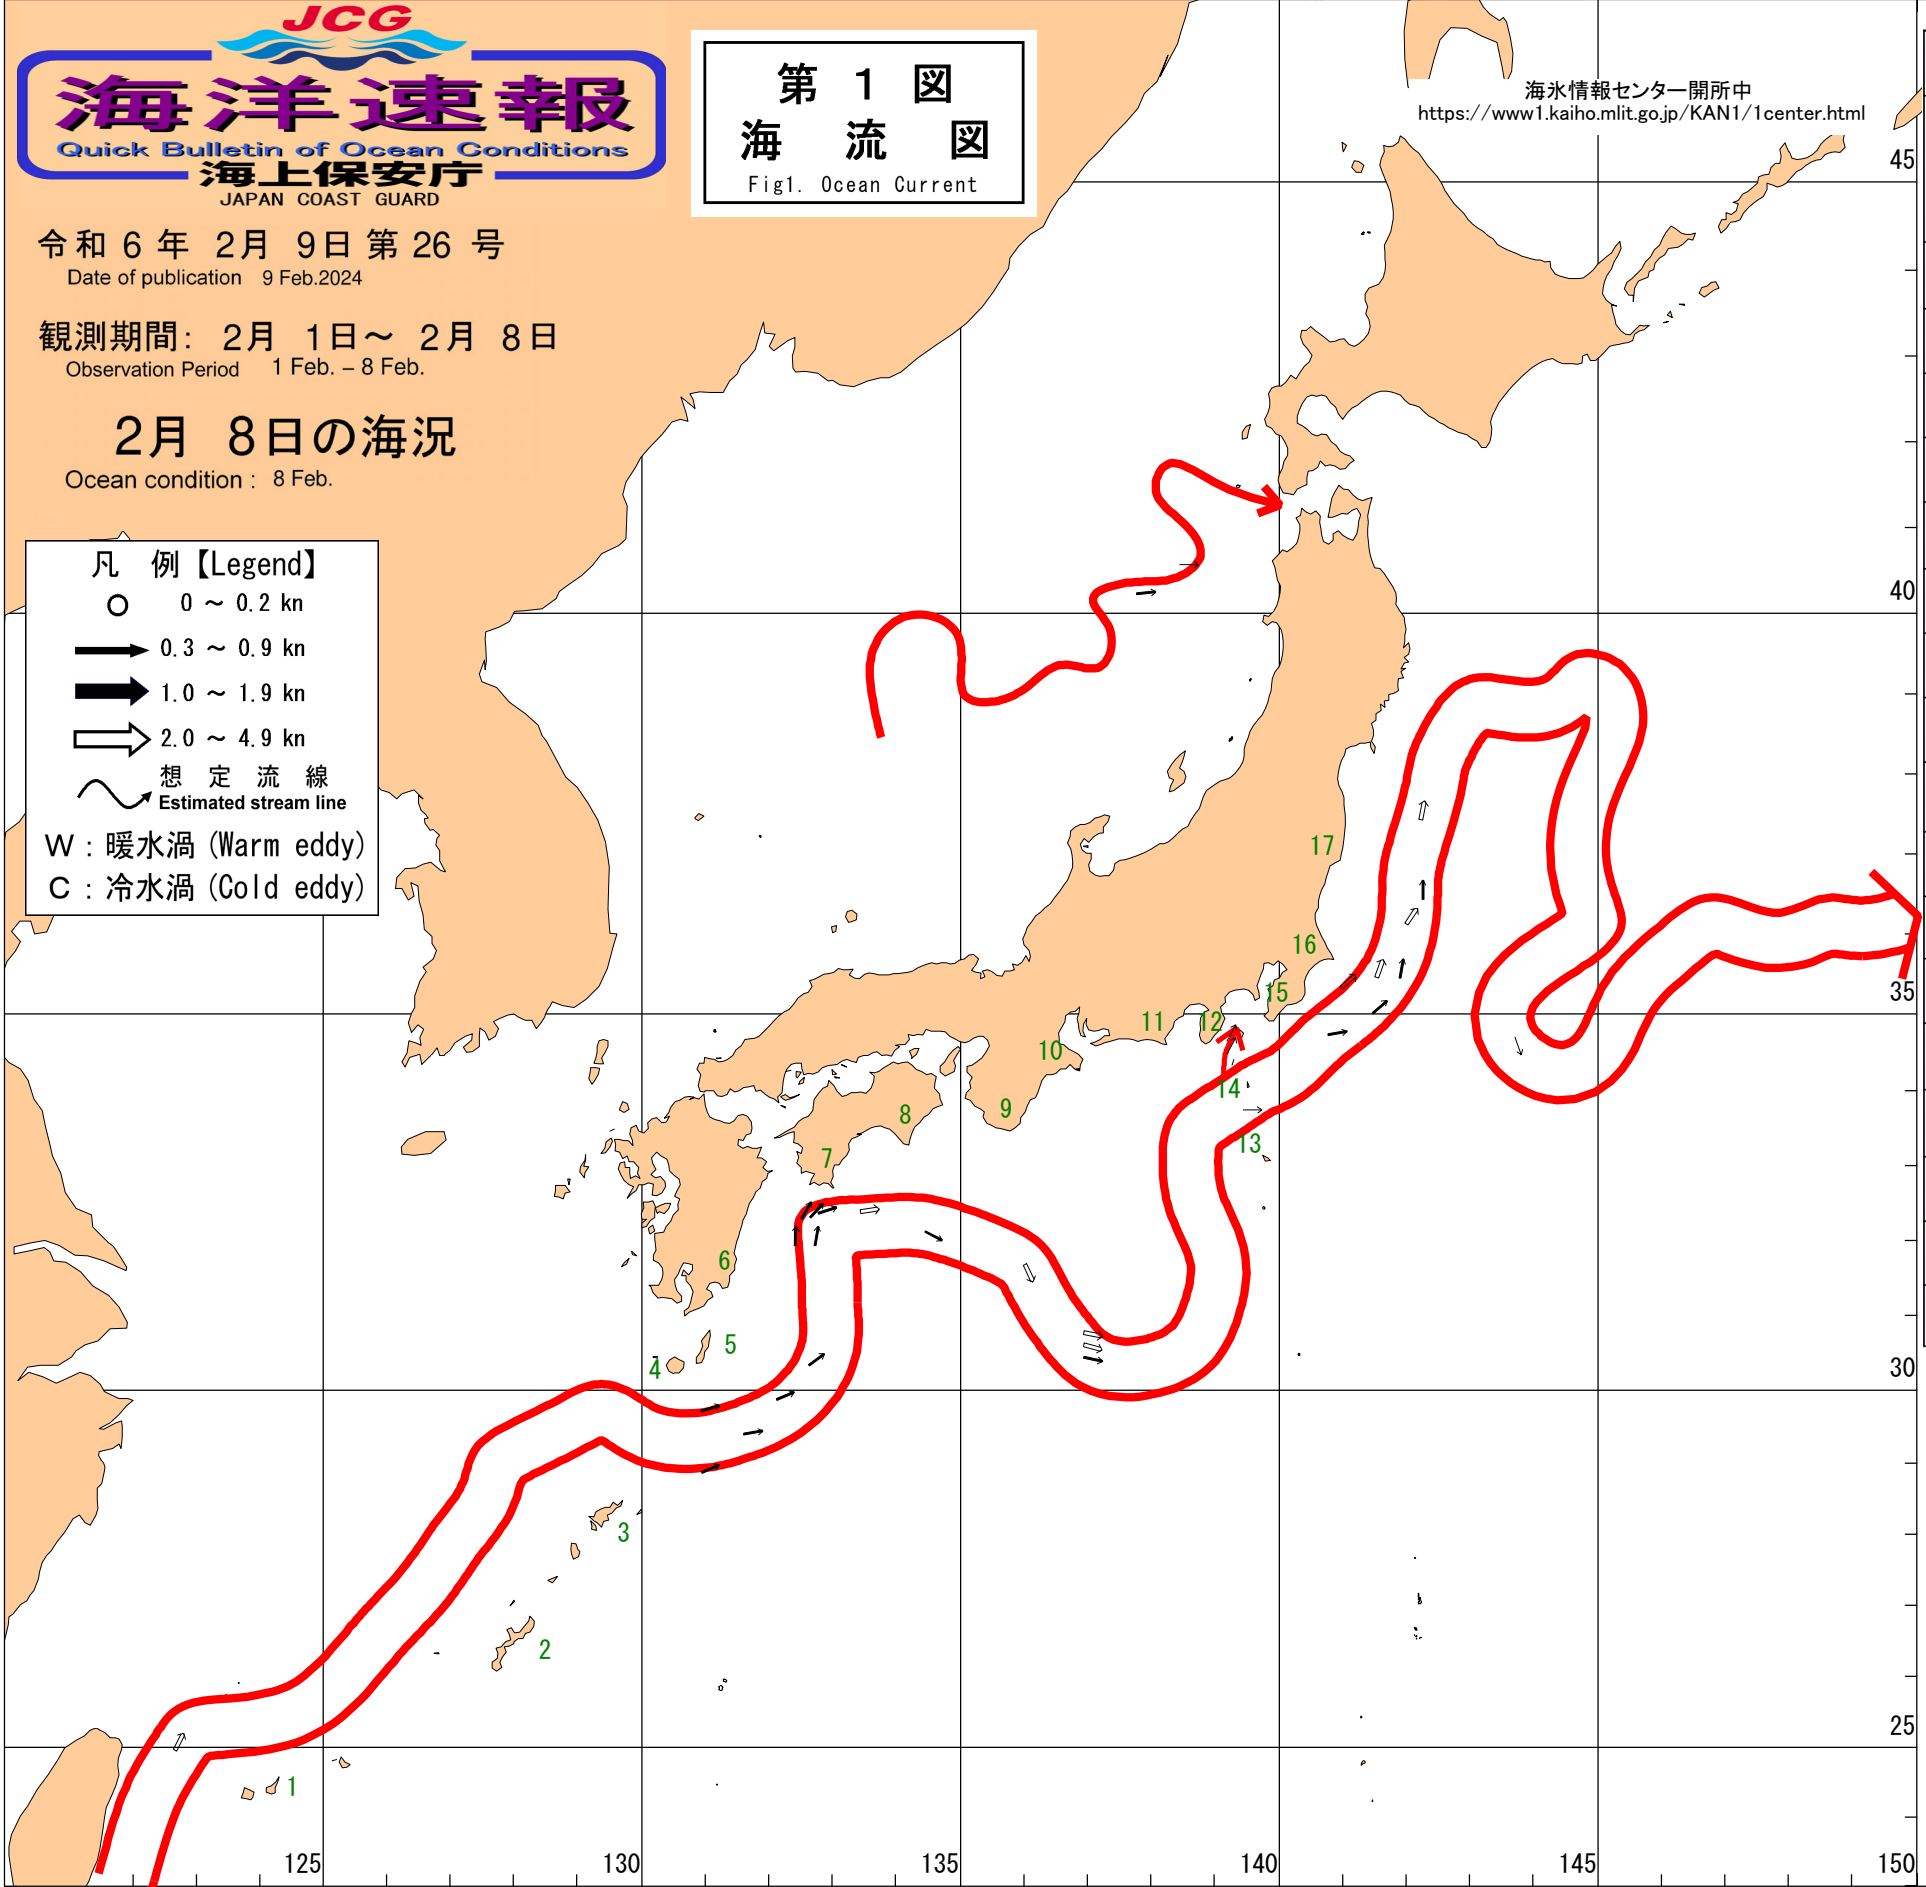 JCG
海洋速報
Quick Bulletin of Ocean Conditions
海上保安庁
JAPAN COAST GUARD
令和 6 年 2月 9日 第 26 号
Date of publication 9 Feb.2024
観測期間: 2月 1日～ 2月 8日
Observation Period 1 Feb. – 8 Feb.
2月 8日の海況
Ocean condition : 8 Feb.
第 1 図
海 流 図
Fig1. Ocean Current
海氷情報センター開所中
https://www1.kaiho.mlit.go.jp/KAN1/1center.html
凡 例【Legend】
0 ～ 0.2 kn
0.3 ～ 0.9 kn
1.0 ～ 1.9 kn
2.0 ～ 4.9 kn
想 定 流 線
Estimated stream line
W : 暖水渦 (Warm eddy)
C : 冷水渦 (Cold eddy)
45
40
17
16
35
15
12
11
10
14
9
8
13
7
6
5
4
30
3
2
25
1
125
130
135
140
145
150